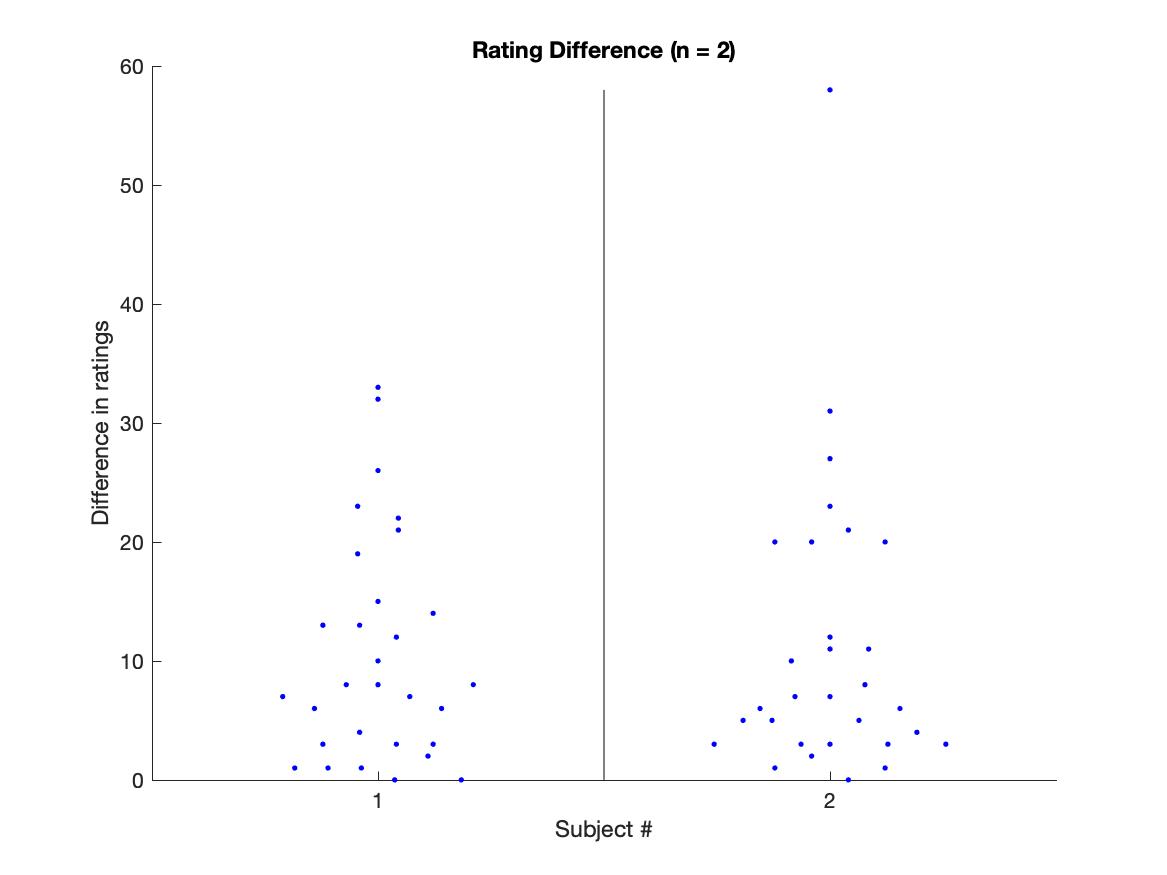 Rating Difference (n = 2)
60
50
40
30
20
10
0
Difference in ratings
1 2
Subject #